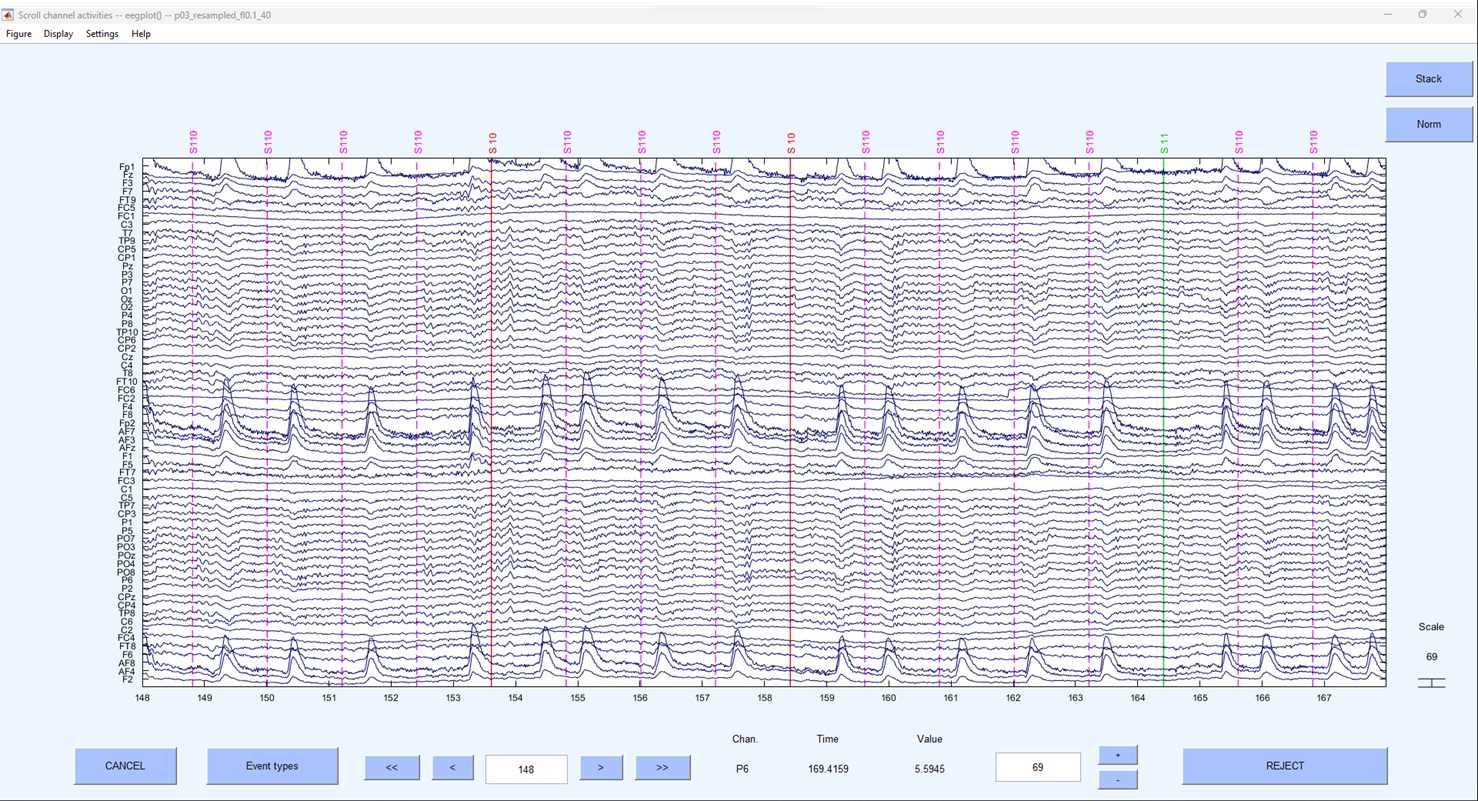 Scroll channel activities -- eegplot() -- p03_resampled_fl0.1_40
Figure Display Settings Help
Stack
Norm
S110 S110 S110 S110 S 10 S110 S110 S110 S 10 S110 S110 S110 S110 S 11 S110 S110
Fp1
Fz
F3
F7
FT9
FC5
FC1
C3
T7
TP9
CP5
CP1
Pz
P3
P7
O1
Oz
O2
P4
P8
TP10
CP6
CP2
Cz
C4
T8
FT10
FC6
FC2
F4
F8
Fp2
AF7
AF3
AFz
F1
F5
FT7
FC3
C1
C5
TP7
CP3
P1
P5
PO7
PO3
POz
PO4
PO8
P6
P2
CPz
CP4
TP8
C6
C2
FC4
FT8
F6
AF8
AF4
F2
Scale
69
148 149 150 151 152 153 154 155 156 157 158 159 160 161 162 163 164 165 166 167
Chan. Time Value
CANCEL Event types << < 148 > >> P6 169.4159 5.5945 69 + - REJECT